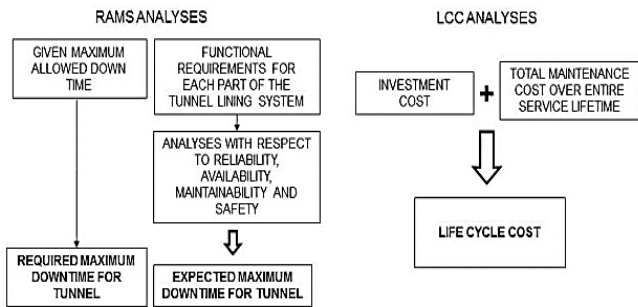 RAMS ANALYSES
GIVEN MAXIMUM
ALLOWED DOWN
TIME
FUNCTIONAL
REQUIREMENTS FOR
EACH PART OF THE
TUNNEL LINING SYSTEM
ANALYSES WITH RESPECT
TO RELIABILITY,
AVAILABILITY,
MAINTAINABILITY AND
SAFETY
REQUIRED MAXIMUM
DOWNTIME FOR
TUNNEL
EXPECTED MAXIMUM
DOWNTIME FOR TUNNEL
LCC ANALYSES
INVESTMENT
COST
+
TOTAL MAINTENANCE
COST OVER ENTIRE
SERVICE LIFETIME
LIFE CYCLE COST